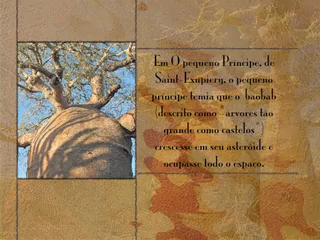 Em O pequeno Príncipe, de
Saint-Exupéry, o pequeno
príncipe temia que o baobab
(descrito como "arvores tão
grande como castelos"
crescesse em seu asteróide e
ocupasse todo o espaço.